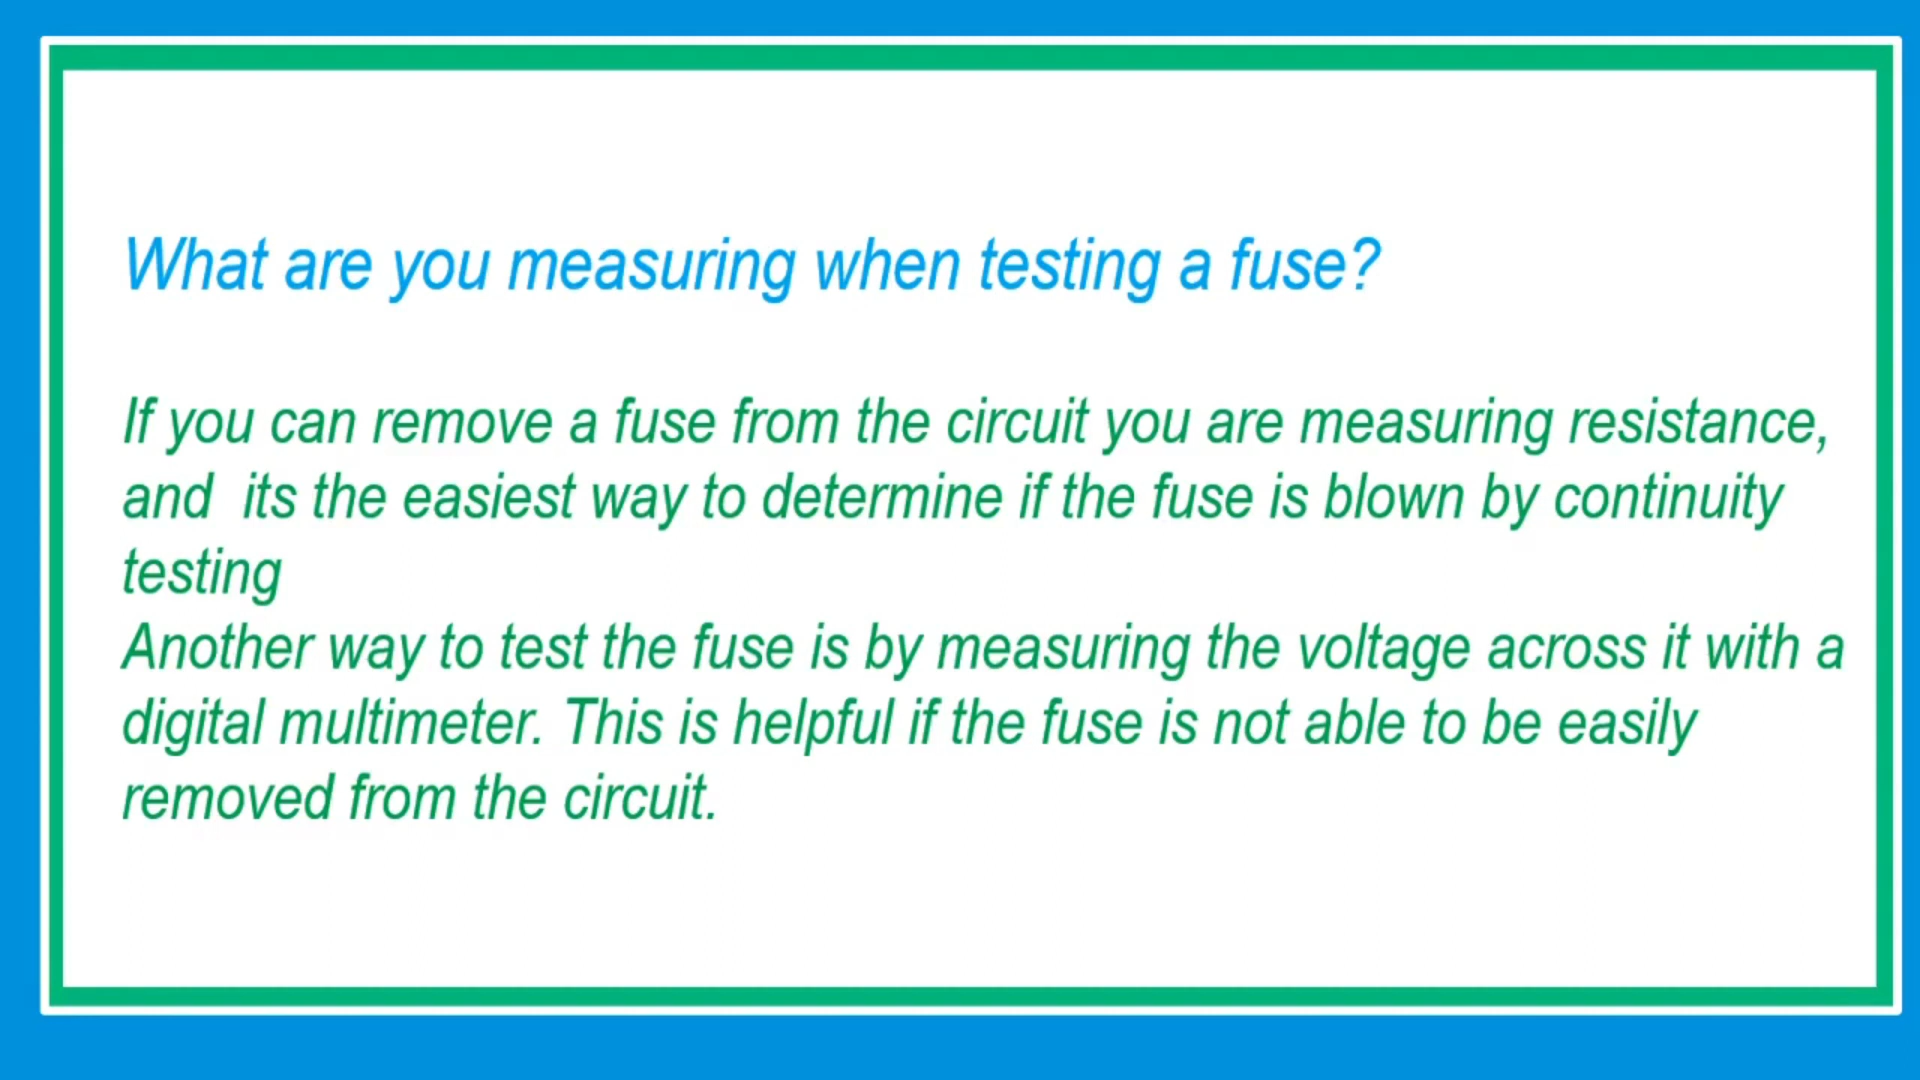 What are you measuring when testing a fuse?
If you can remove a fuse from the circuit you are measuring resistance,
and  its the easiest way to determine if the fuse is blown by continuity
testing
Another way to test the fuse is by measuring the voltage across it with a
digital multimeter. This is helpful if the fuse is not able to be easily
removed from the circuit.